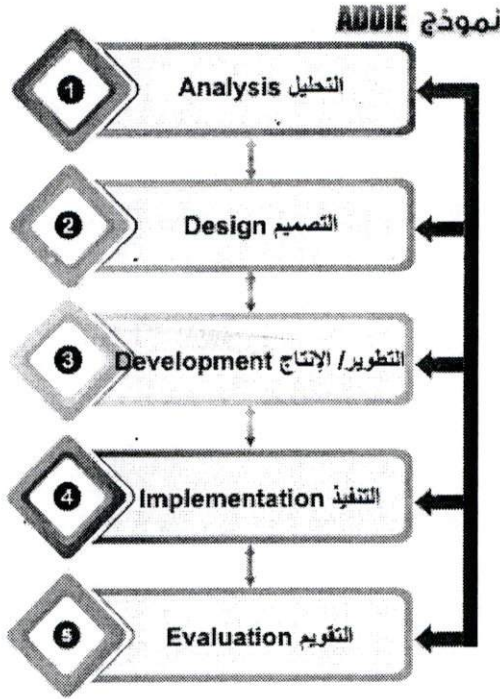 نموذج ADDIE
1
التحليل Analysis
2
التصميم Design
3
التطوير/ الإنتاج Development
4
التنفيذ Implementation
5
التقويم Evaluation